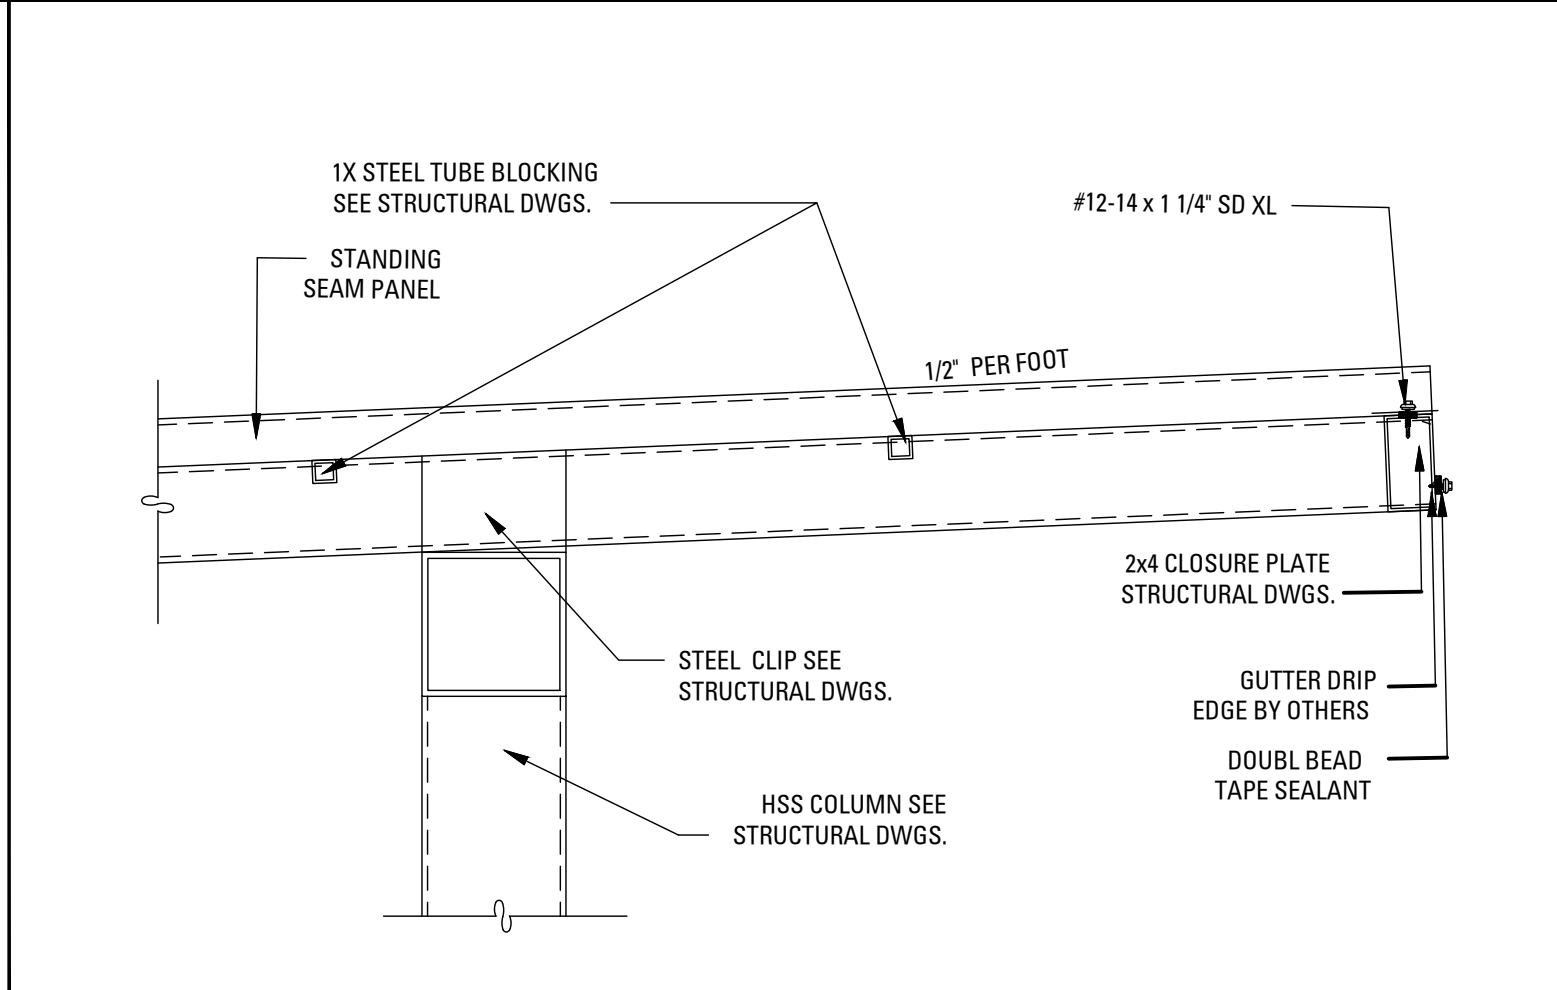 1X STEEL TUBE BLOCKING
SEE STRUCTURAL DWGS.
#12-14 x 1 1/4" SD XL
STANDING
SEAM PANEL
1/2" PER FOOT
2x4 CLOSURE PLATE
STRUCTURAL DWGS.
STEEL CLIP SEE
STRUCTURAL DWGS.
GUTTER DRIP
EDGE BY OTHERS
DOUBL BEAD
TAPE SEALANT
HSS COLUMN SEE
STRUCTURAL DWGS.